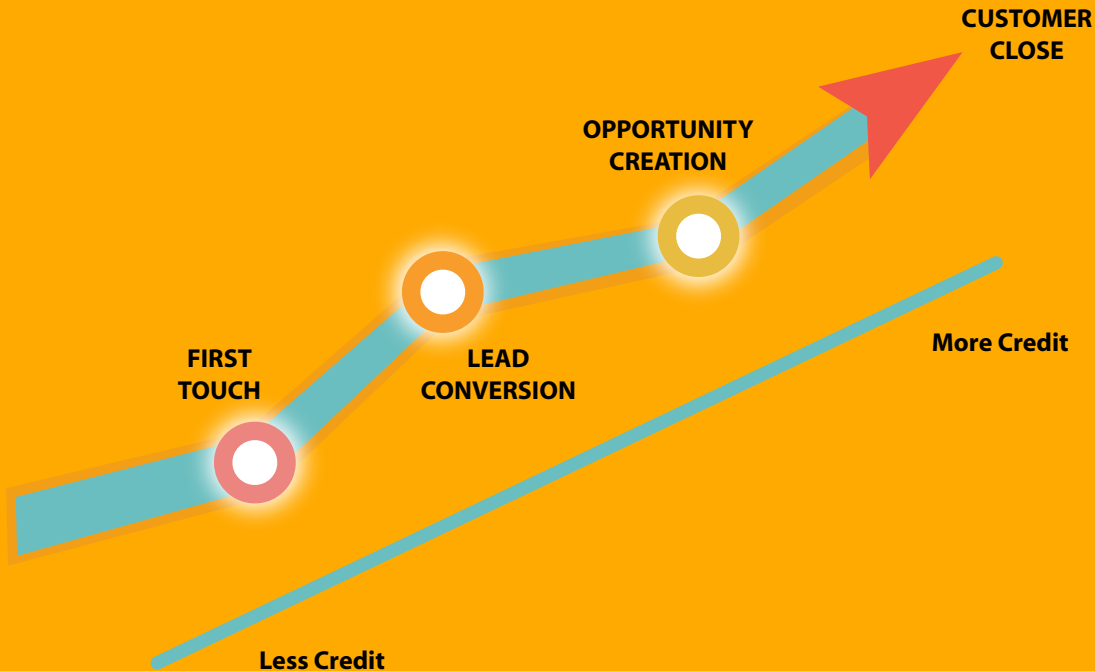 CUSTOMER
CLOSE
OPPORTUNITY
CREATION
FIRST
TOUCH
LEAD
CONVERSION
More Credit
Less Credit